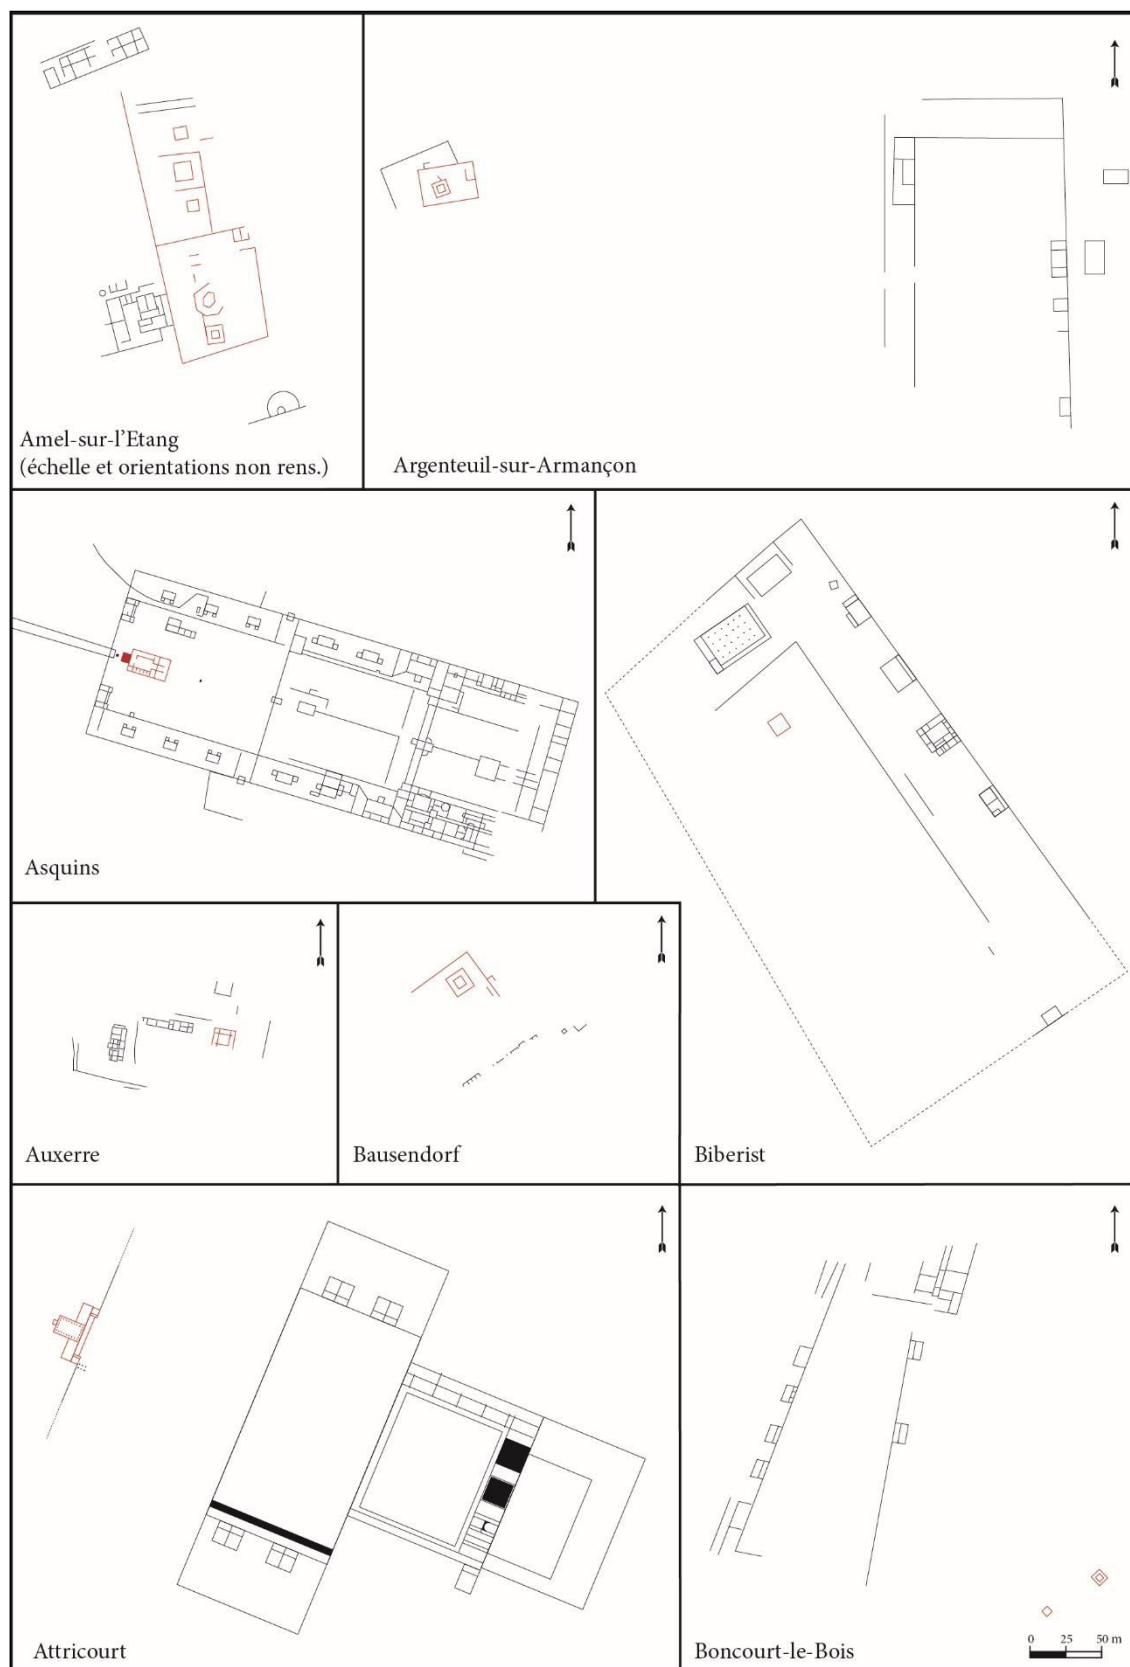 Amel-sur-l'Etang
(échelle et orientations non rens.)
Argenteuil-sur-Armançon
Asquins
Biberist
Auxerre
Bausendorf
Attricourt
Boncourt-le-Bois
0 25 50 m